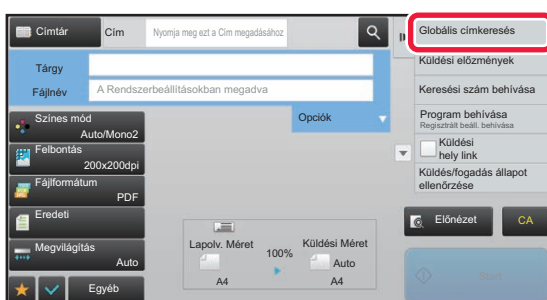 Címtár
Cím
Nyomja meg ezt a Cím megadásához
Globális címkeresés
Tárgy
Fájlnév
A Rendszerbeállításokban megadva
Küldési előzmények
Keresési szám behívása
Program behívása
Regisztrált beáll. behívása
Küldési
hely link
Küldés/fogadás állapot
ellenőrzése
Színes mód
Auto/Mono2
Opciók
Felbontás
200x200dpi
Fájlformátum
PDF
Eredeti
Megvilágítás
Auto
Egyéb
Lapolv. Méret
A4
100%
Küldési Méret
Auto
A4
Előnézet
CA
Start